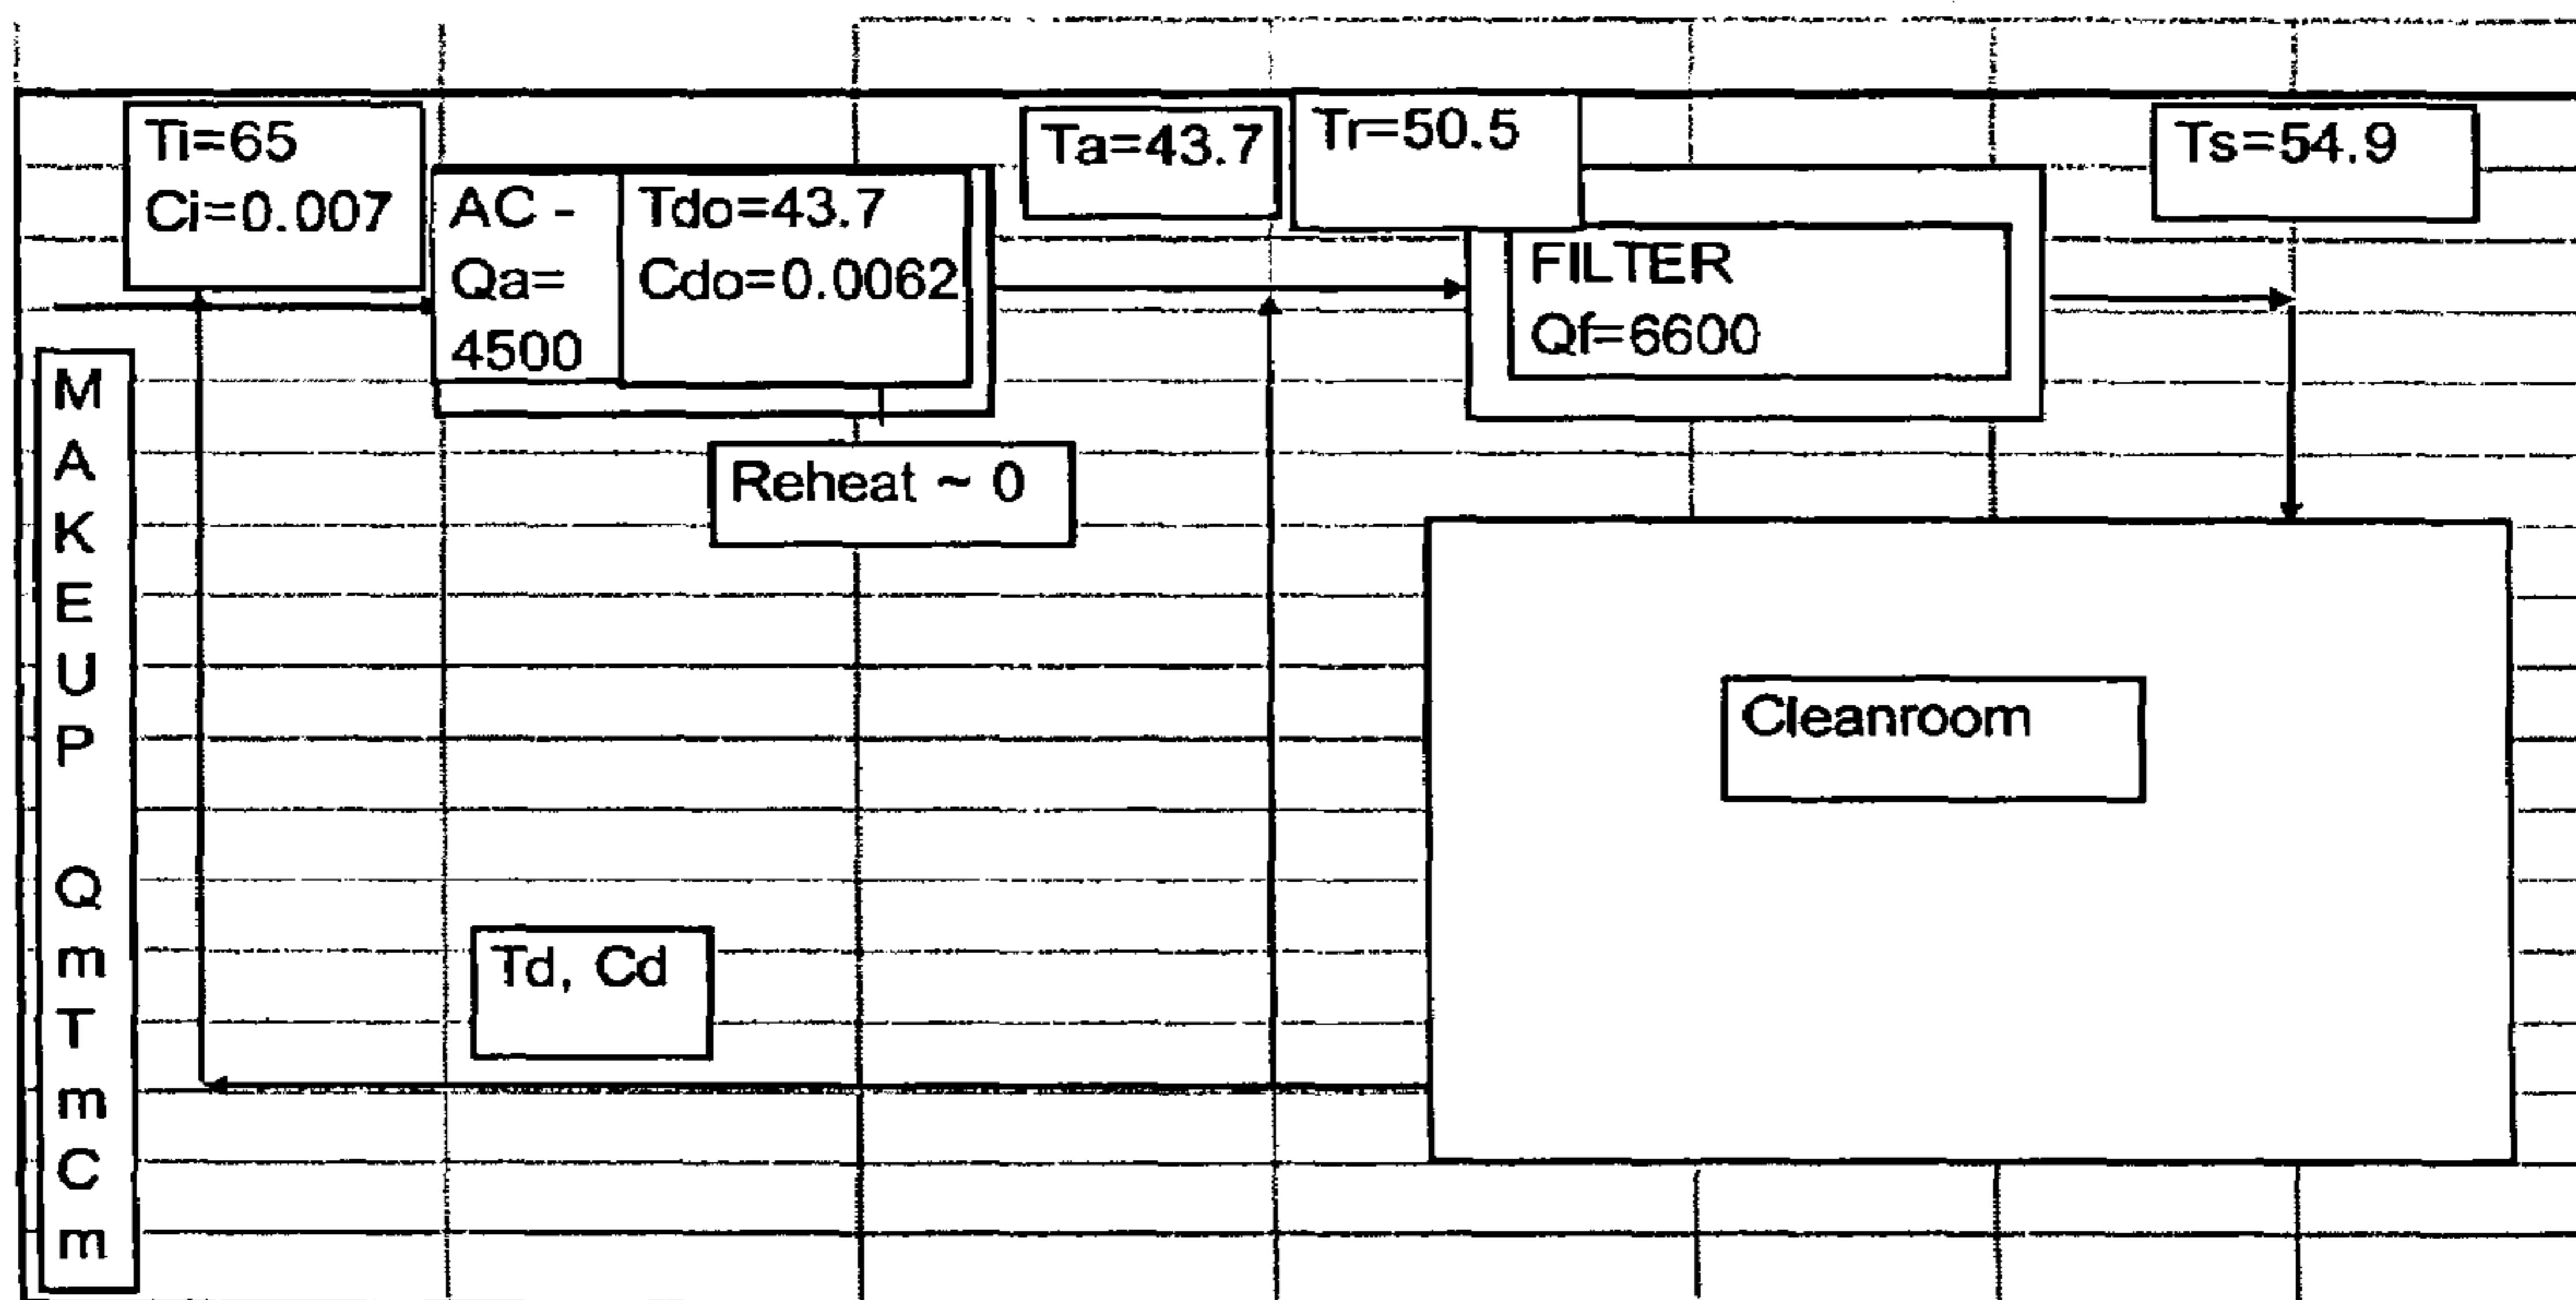 Ti=65
Ci=0.007
AC -
Qa=
4500
Tdo=43.7
Cdo=0.0062
Ta=43.7
Tr=50.5
FILTER
Qf=6600
Ts=54.9
Reheat ~ 0
M
A
K
E
U
P
Q
m
T
m
C
m
Td, Cd
Cleanroom